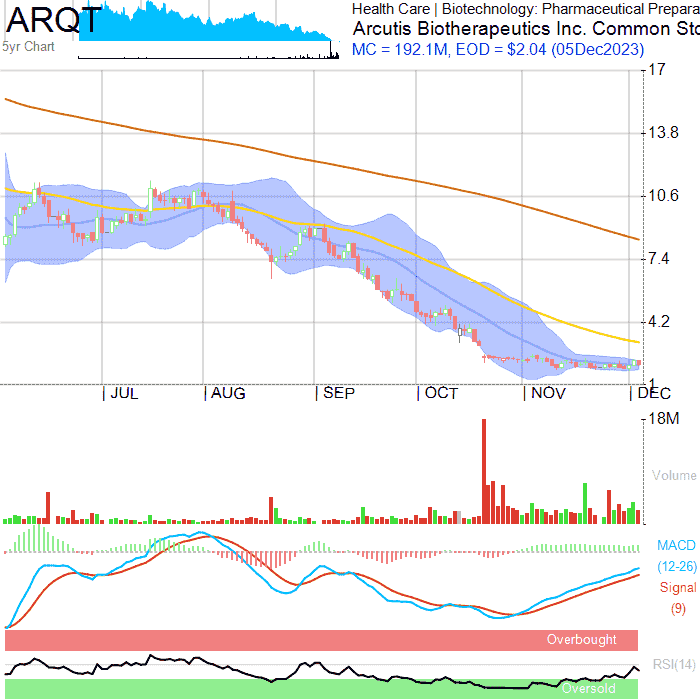 ARQT
5yr Chart
Health Care | Biotechnology: Pharmaceutical Prepara
Arcutis Biotherapeutics Inc. Common Sto
MC = 192.1M, EOD = $2.04 (05Dec2023)
17
13.8
10.6
7.4
4.2
1
JUL AUG SEP OCT NOV DEC
18M
Volume
MACD
(12-26)
Signal
(9)
Overbought
RSI(14)
Oversold